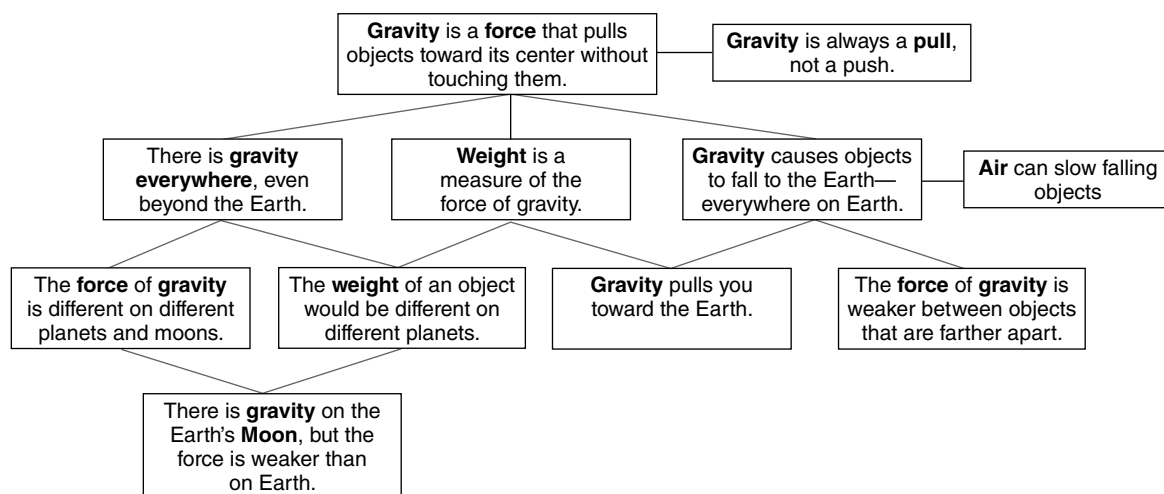 Gravity is a force that pulls
objects toward its center without
touching them.
Gravity is always a pull,
not a push.
There is gravity
everywhere, even
beyond the Earth.
Weight is a
measure of the
force of gravity.
Gravity causes objects
to fall to the Earth—
everywhere on Earth.
Air can slow falling
objects
The force of gravity
is different on different
planets and moons.
The weight of an object
would be different on
different planets.
Gravity pulls you
toward the Earth.
The force of gravity is
weaker between objects
that are farther apart.
There is gravity on the
Earth's Moon, but the
force is weaker than
on Earth.